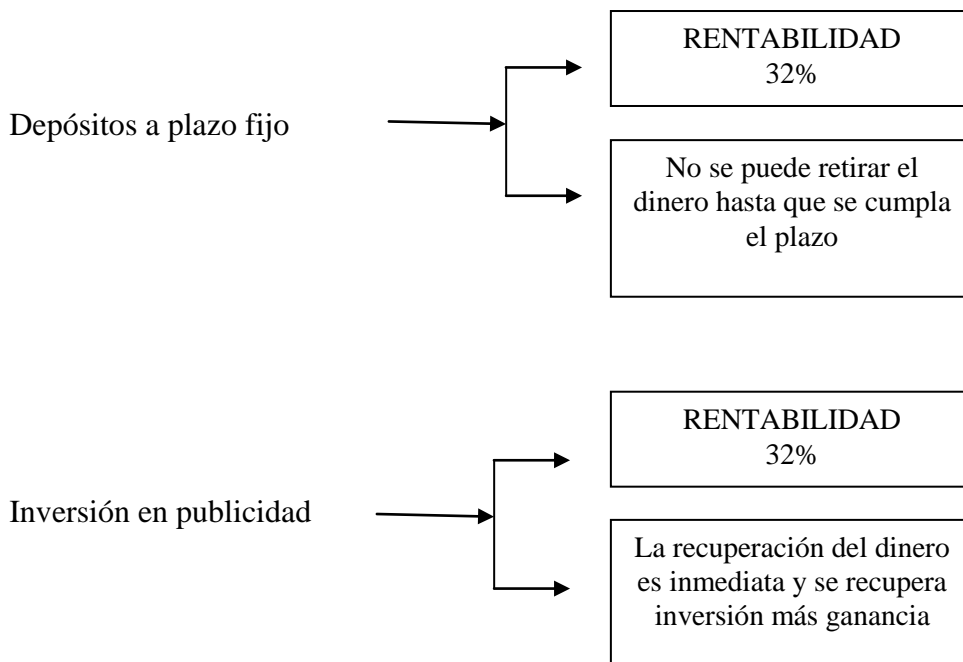 RENTABILIDAD
32%
Depósitos a plazo fijo
No se puede retirar el
dinero hasta que se cumpla
el plazo
RENTABILIDAD
32%
Inversión en publicidad
La recuperación del dinero
es inmediata y se recupera
inversión más ganancia